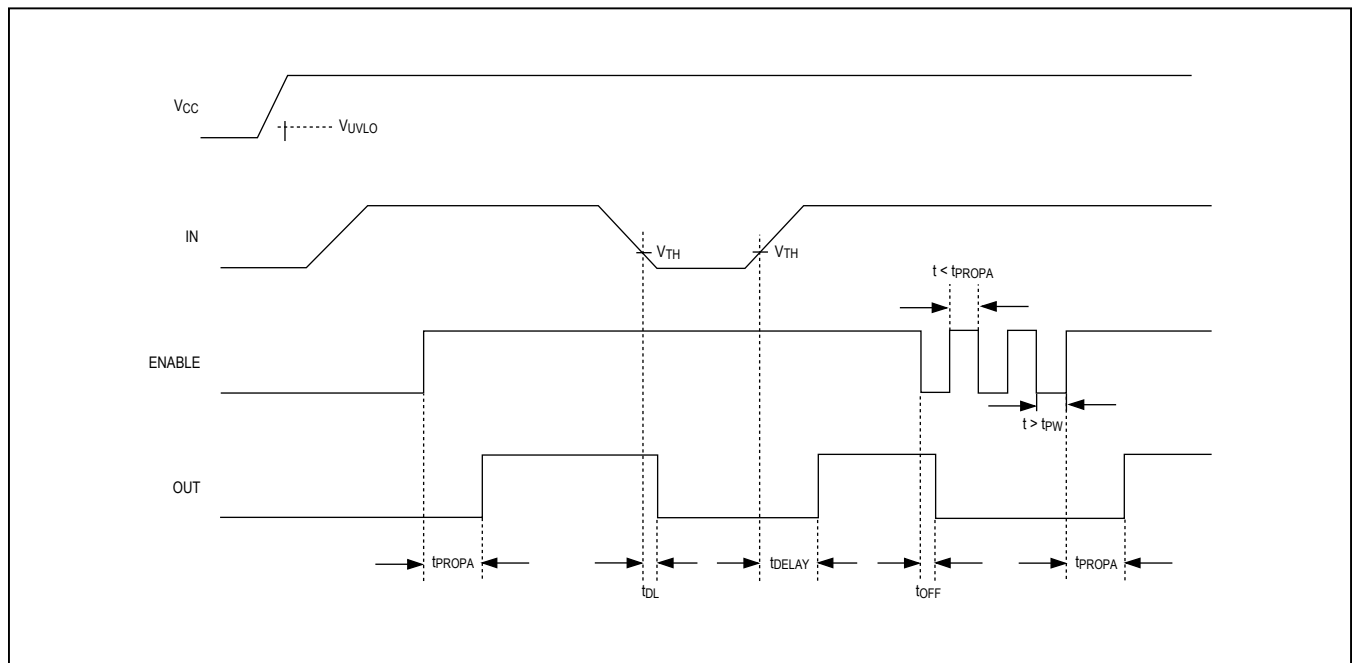 VCC
VUVLO
IN
VTH
VTH
t < tPROPA
ENABLE
t > tPW
OUT
tPROPA
tDL
tDELAY
tOFF
tPROPA